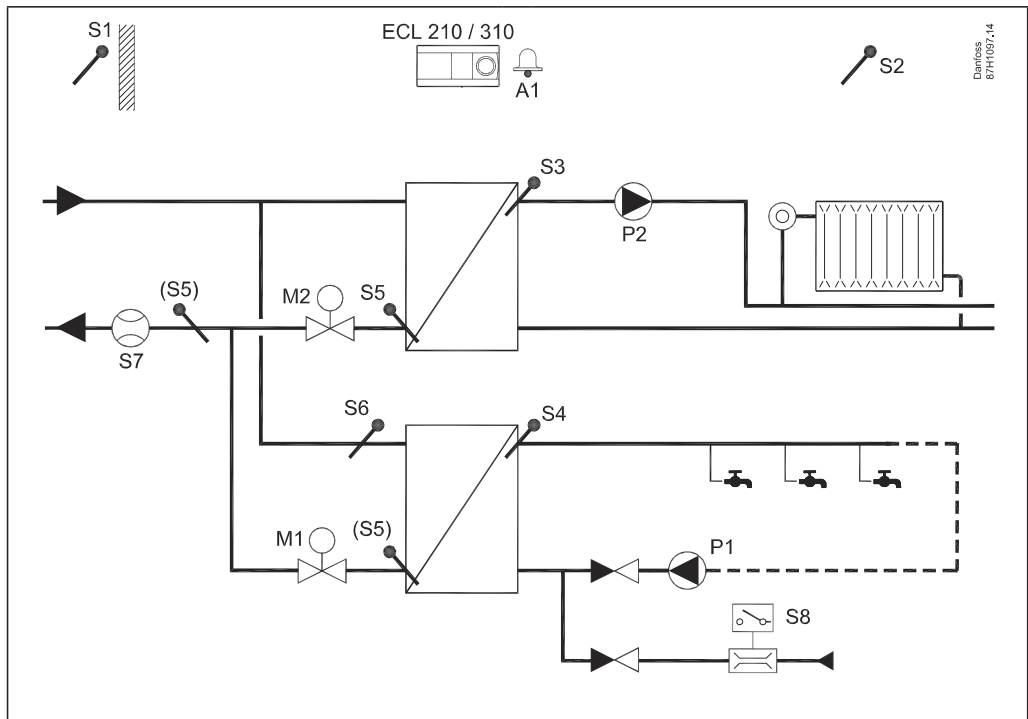 S1
ECL 210 / 310
A1
S2
Danfoss
87H1097.14
S3
P2
(S5)
M2
S5
S7
S6
S4
M1
(S5)
P1
S8